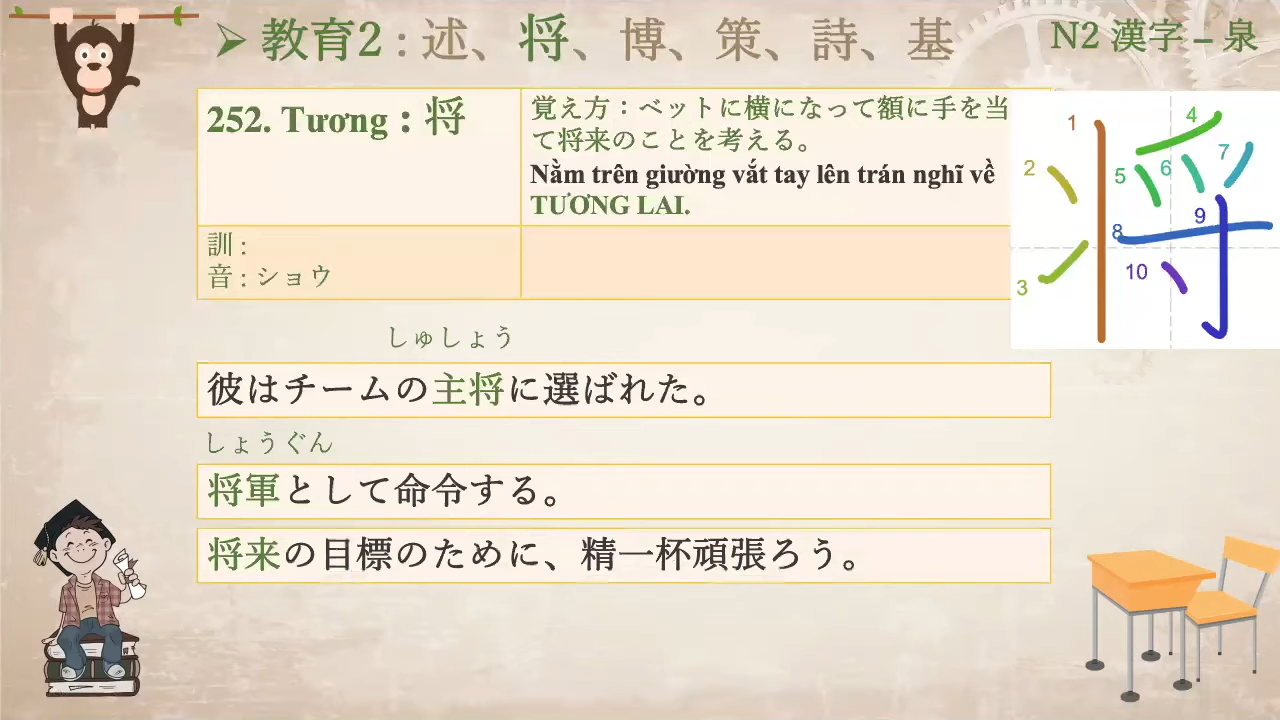 ➢ 教育2 : 述、将、博、策、詩、基
N2 漢字 – 泉
252. Tương : 将
覚え方：ベットに横になって額に手を当
て将来のことを考える。
Nằm trên giường vắt tay lên trán nghĩ về
TƯƠNG LAI.
訓 :
音 : ショウ
1
2
3
4
5
6
7
8
9
10
しゅしょう
彼はチームの主将に選ばれた。
しょうぐん
将軍として命令する。
将来の目標のために、精一杯頑張ろう。